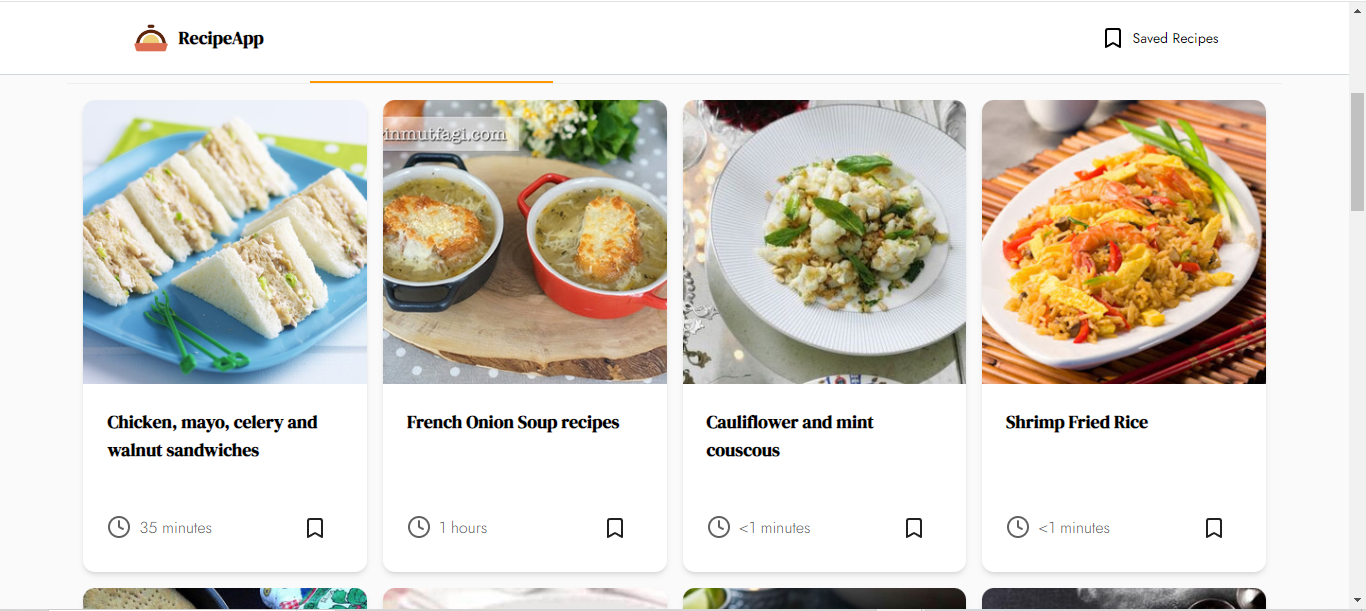 RecipeApp
Saved Recipes
inmutfagi.com
Chicken, mayo, celery and
walnut sandwiches
35 minutes
French Onion Soup recipes
1 hours
Cauliflower and mint
couscous
<1 minutes
Shrimp Fried Rice
<1 minutes